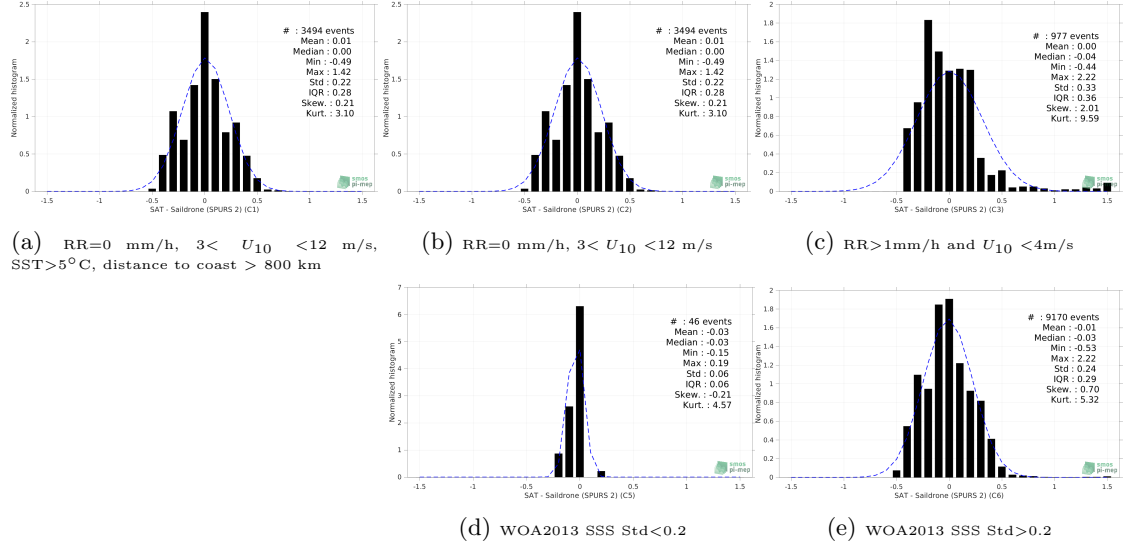 2.5
2
1.5
1
0.5
0
Normalized histogram
# : 3494 events
Mean : 0.01
Median : 0.00
Min : -0.49
Max : 1.42
Std : 0.22
IQR : 0.28
Skew. : 0.21
Kurt. : 3.10
smos
pi-mep
-1.5 -1 -0.5 0 0.5 1 1.5
SAT - Saildrone (SPURS 2) (C1)
(a) RR=0 mm/h, 3< U10 <12 m/s,
SST>5°C, distance to coast > 800 km
2.5
2
1.5
1
0.5
0
Normalized histogram
# : 3494 events
Mean : 0.01
Median : 0.00
Min : -0.49
Max : 1.42
Std : 0.22
IQR : 0.28
Skew. : 0.21
Kurt. : 3.10
smos
pi-mep
-1.5 -1 -0.5 0 0.5 1 1.5
SAT - Saildrone (SPURS 2) (C2)
(b) RR=0 mm/h, 3< U10 <12 m/s
2
1.8
1.6
1.4
1.2
1
0.8
0.6
0.4
0.2
0
Normalized histogram
# : 977 events
Mean : 0.00
Median : -0.04
Min : -0.44
Max : 2.22
Std : 0.33
IQR : 0.36
Skew. : 2.01
Kurt. : 9.59
smos
pi-mep
-1.5 -1 -0.5 0 0.5 1 1.5
SAT - Saildrone (SPURS 2) (C3)
(c) RR>1mm/h and U10 <4m/s
7
6
5
4
3
2
1
0
Normalized histogram
# : 46 events
Mean : -0.03
Median : -0.03
Min : -0.15
Max : 0.19
Std : 0.06
IQR : 0.06
Skew. : -0.21
Kurt. : 4.57
smos
pi-mep
-1.5 -1 -0.5 0 0.5 1 1.5
SAT - Saildrone (SPURS 2) (C5)
(d) WOA2013 SSS Std<0.2
2
1.8
1.6
1.4
1.2
1
0.8
0.6
0.4
0.2
0
Normalized histogram
# : 9170 events
Mean : -0.01
Median : -0.03
Min : -0.53
Max : 2.22
Std : 0.24
IQR : 0.29
Skew. : 0.70
Kurt. : 5.32
smos
pi-mep
-1.5 -1 -0.5 0 0.5 1 1.5
SAT - Saildrone (SPURS 2) (C6)
(e) WOA2013 SSS Std>0.2